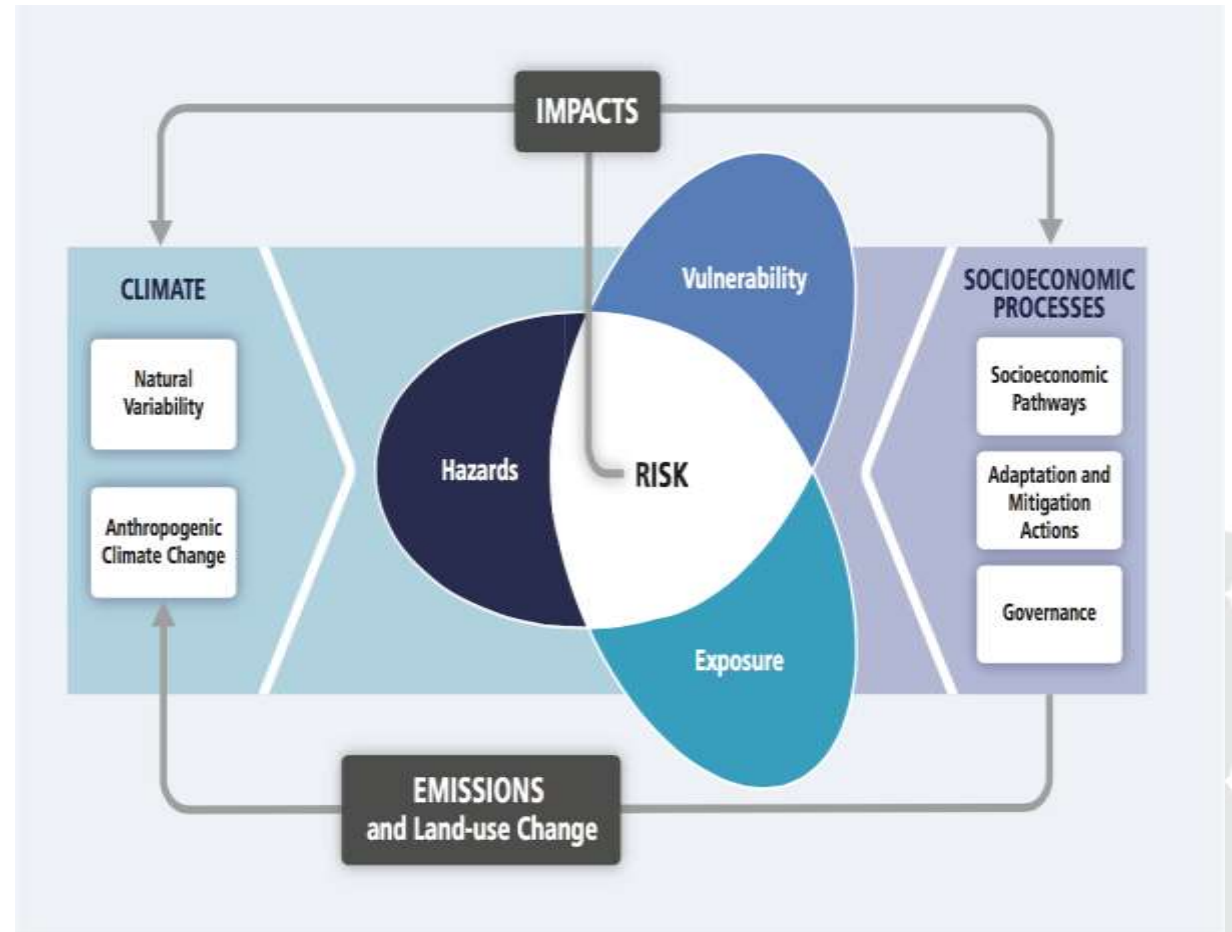 IMPACTS
CLIMATE
Natural
Variability
Anthropogenic
Climate Change
Vulnerability
Hazards
RISK
Exposure
SOCIOECONOMIC
PROCESSES
Socioeconomic
Pathways
Adaptation and
Mitigation
Actions
Governance
EMISSIONS
and Land-use Change